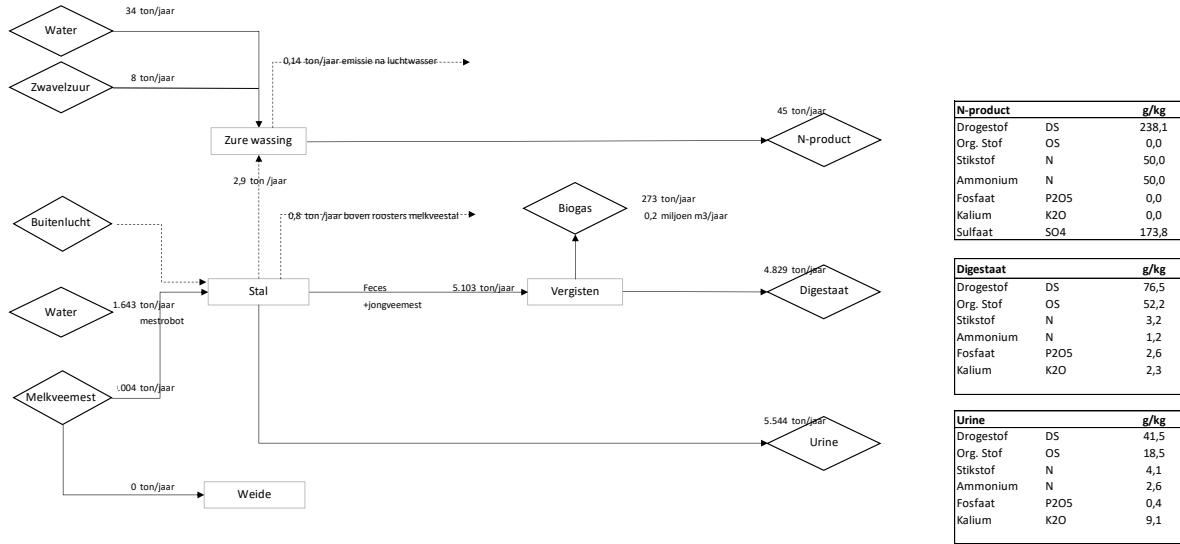 34 ton/jaar
Water
0,14 ton/jaar emissie na luchtwasser
Zwavelzuur
8 ton/jaar
45 ton/jaar
Zure wassing
N-product
2,9 ton /jaar
Buitenlucht
0,8 ton /jaar boven roosters melkveestal
Biogas
273 ton/jaar
0,2 miljoen m3/jaar
4.829 ton/jaar
Stal
Feces
+jongveemest
5.103 ton/jaar
Vergisten
Digestaat
Water
1.643 ton/jaar
mestrobot
Melkveemest
.004 ton/jaar
5.544 ton/jaar
Urine
0 ton/jaar
Weide
N-product g/kg
Drogestof DS 238,1
Org. Stof OS 0,0
Stikstof N 50,0
Ammonium N 50,0
Fosfaat P2O5 0,0
Kalium K2O 0,0
Sulfaat SO4 173,8
Digestaat g/kg
Drogestof DS 76,5
Org. Stof OS 52,2
Stikstof N 3,2
Ammonium N 1,2
Fosfaat P2O5 2,6
Kalium K2O 2,3
Urine g/kg
Drogestof DS 41,5
Org. Stof OS 18,5
Stikstof N 4,1
Ammonium N 2,6
Fosfaat P2O5 0,4
Kalium K2O 9,1